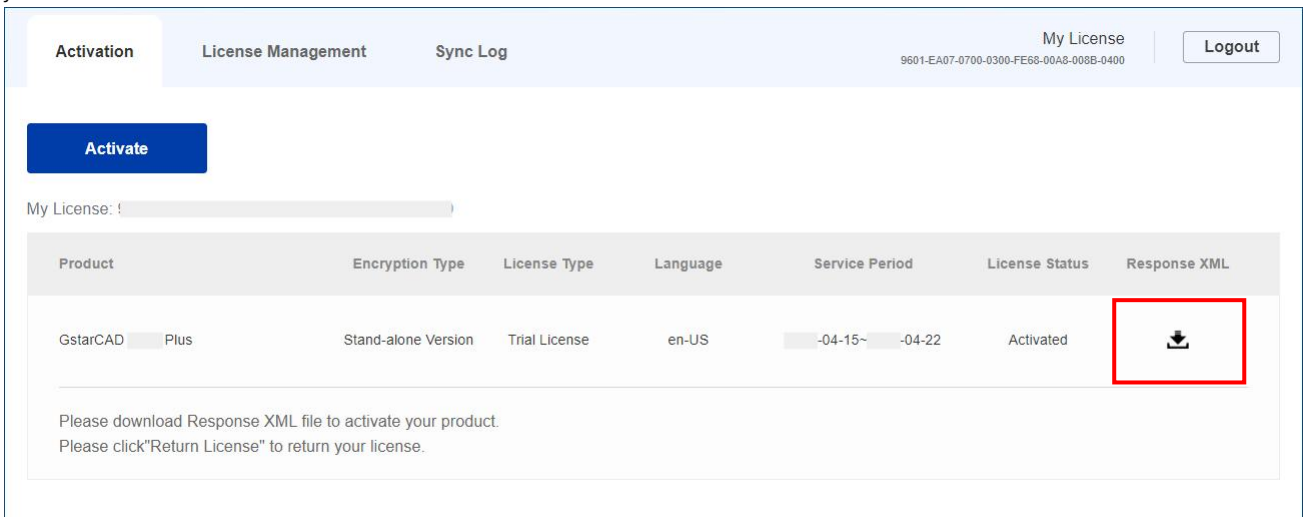 Activation License Management Sync Log My License Logout
9601-EA07-0700-0300-FE68-00A8-008B-0400
Activate
My License:
Product Encryption Type License Type Language Service Period License Status Response XML
GstarCAD Plus Stand-alone Version Trial License en-US -04-15~ -04-22 Activated
Please download Response XML file to activate your product.
Please click"Return License" to return your license.